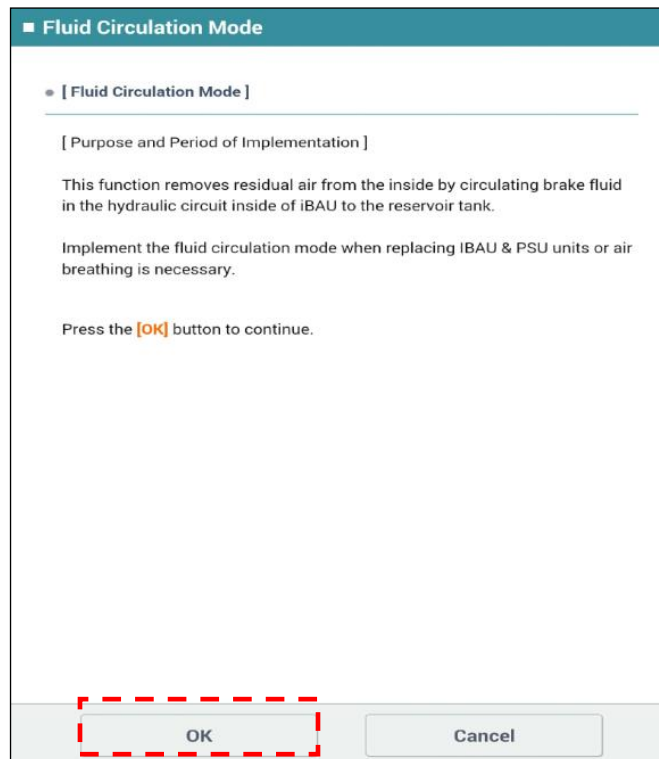 Fluid Circulation Mode
[ Fluid Circulation Mode ]
[ Purpose and Period of Implementation ]
This function removes residual air from the inside by circulating brake fluid
in the hydraulic circuit inside of iBAU to the reservoir tank.
Implement the fluid circulation mode when replacing IBAU & PSU units or air
breathing is necessary.
Press the [OK] button to continue.
OK
Cancel